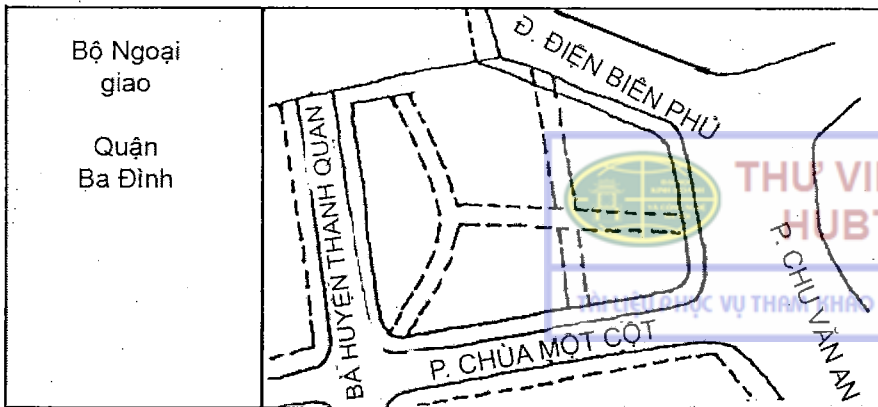 Bộ Ngoại
giao
Quận
Ba Đình
Đ. ĐIỆN BIÊN PHỦ
BÀ HUYỆN THANH QUAN
P. CHÙA MỘT CỘT
P. CHU VĂN AN
THƯ VI
HUBT
TÀI LIỆU PHỤC VỤ THAM KHẢO